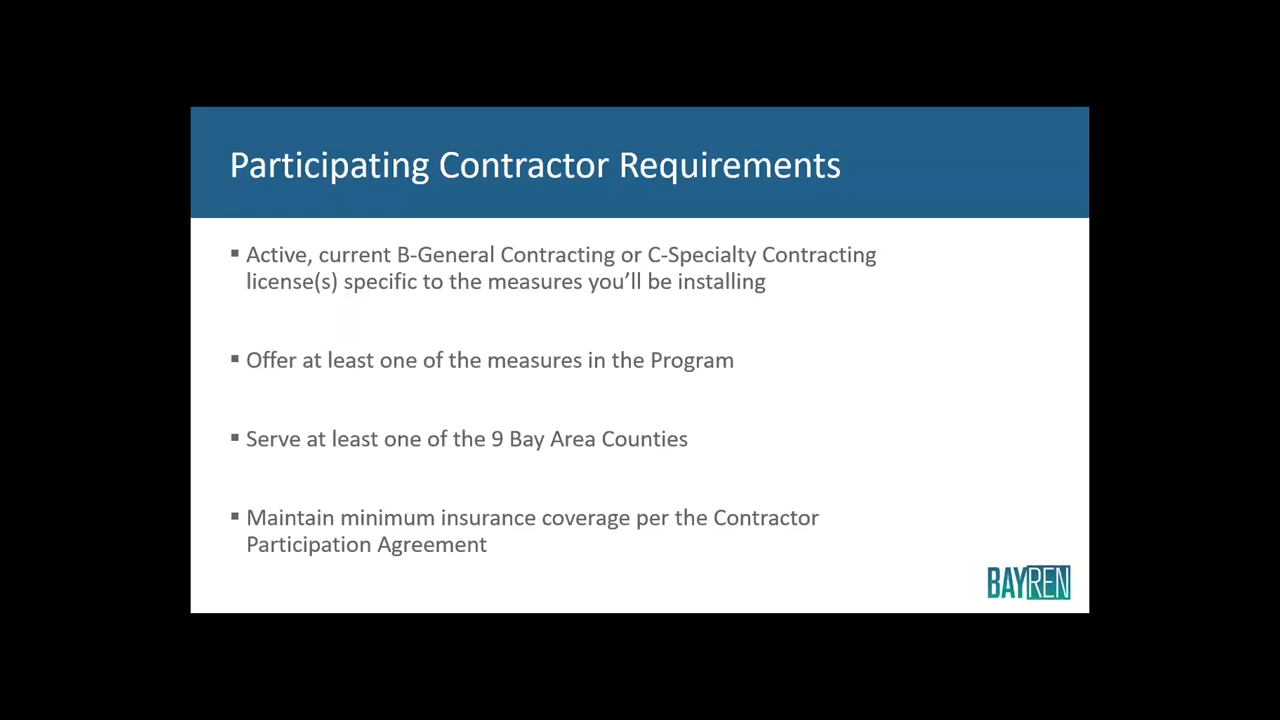 Participating Contractor Requirements
▪ Active, current B-General Contracting or C-Specialty Contracting
license(s) specific to the measures you’ll be installing
▪ Offer at least one of the measures in the Program
▪ Serve at least one of the 9 Bay Area Counties
▪ Maintain minimum insurance coverage per the Contractor
Participation Agreement
BAYREN